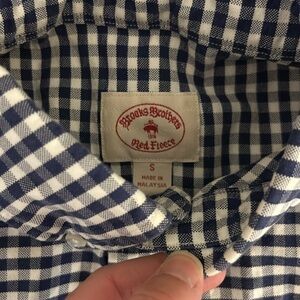 Brooks Brothers
Red Fleece
S
MADE IN
MALAYSIA